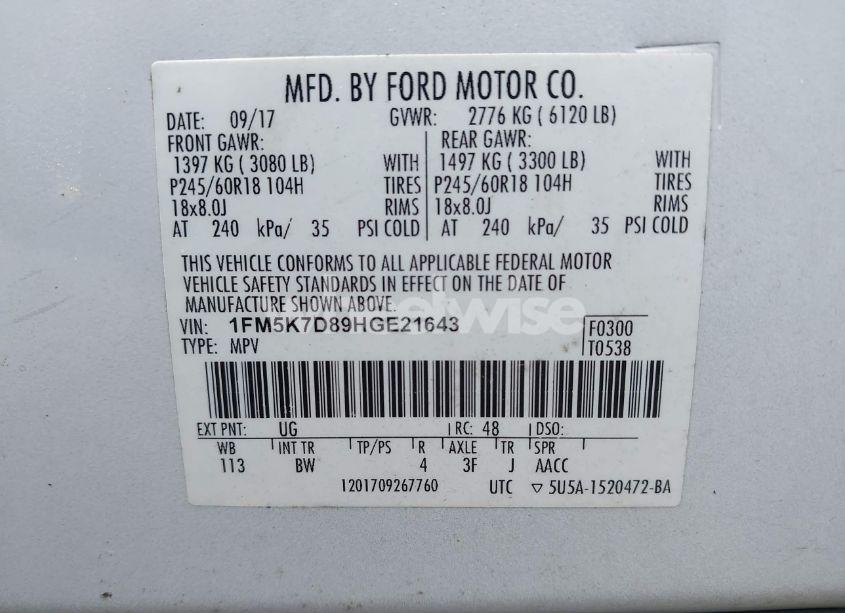 MFD. BY FORD MOTOR CO.
DATE: 09/17 GVWR: 2776 KG ( 6120 LB)
FRONT GAWR: REAR GAWR:
1397 KG ( 3080 LB) WITH 1497 KG ( 3300 LB) WITH
P245/60R18 104H TIRES P245/60R18 104H TIRES
18x8.0J RIMS 18x8.0J RIMS
AT 240 kPa/ 35 PSI COLD AT 240 kPa/ 35 PSI COLD
THIS VEHICLE CONFORMS TO ALL APPLICABLE FEDERAL MOTOR
VEHICLE SAFETY STANDARDS IN EFFECT ON THE DATE OF
MANUFACTURE SHOWN ABOVE.
VIN: 1FM5K7D89HGE21643 F0300
TYPE: MPV T0538
EXT PNT: UG RC: 48 DSO:
WB INT TR TP/PS R AXLE TR SPR
113 BW 4 3F J AACC
1201709267760 UTC ▽ 5U5A-1520472-BA